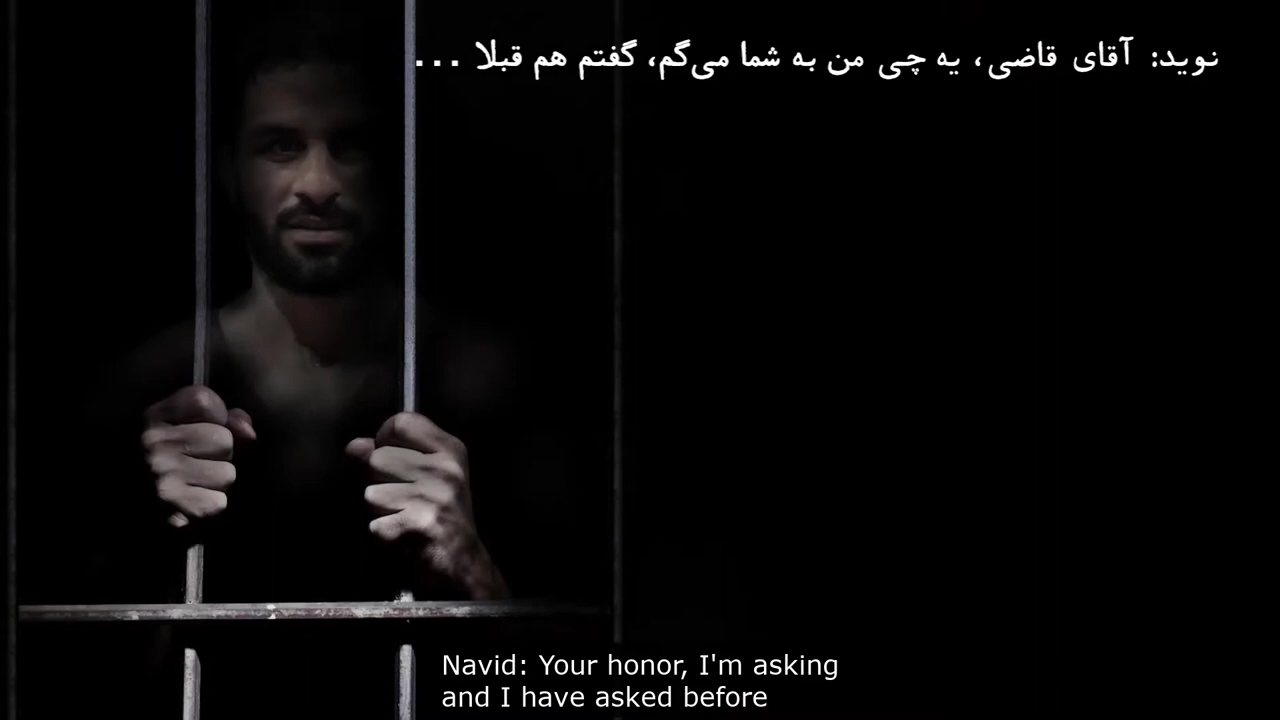 نوید: آقای قاضی، یه چی من به شما می‌گم، گفتم هم قبلا ...
Navid: Your honor, I'm asking
and I have asked before